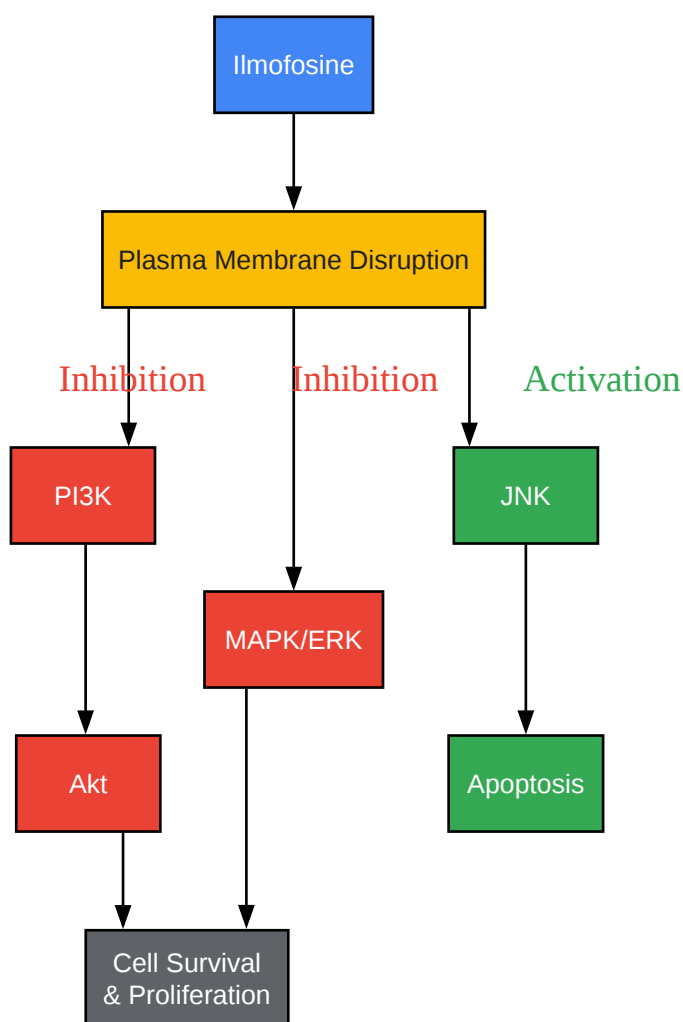 Ilmofosine
Plasma Membrane Disruption
Inhibition
Inhibition
Activation
PI3K
JNK
MAPK/ERK
Akt
Apoptosis
Cell Survival
& Proliferation